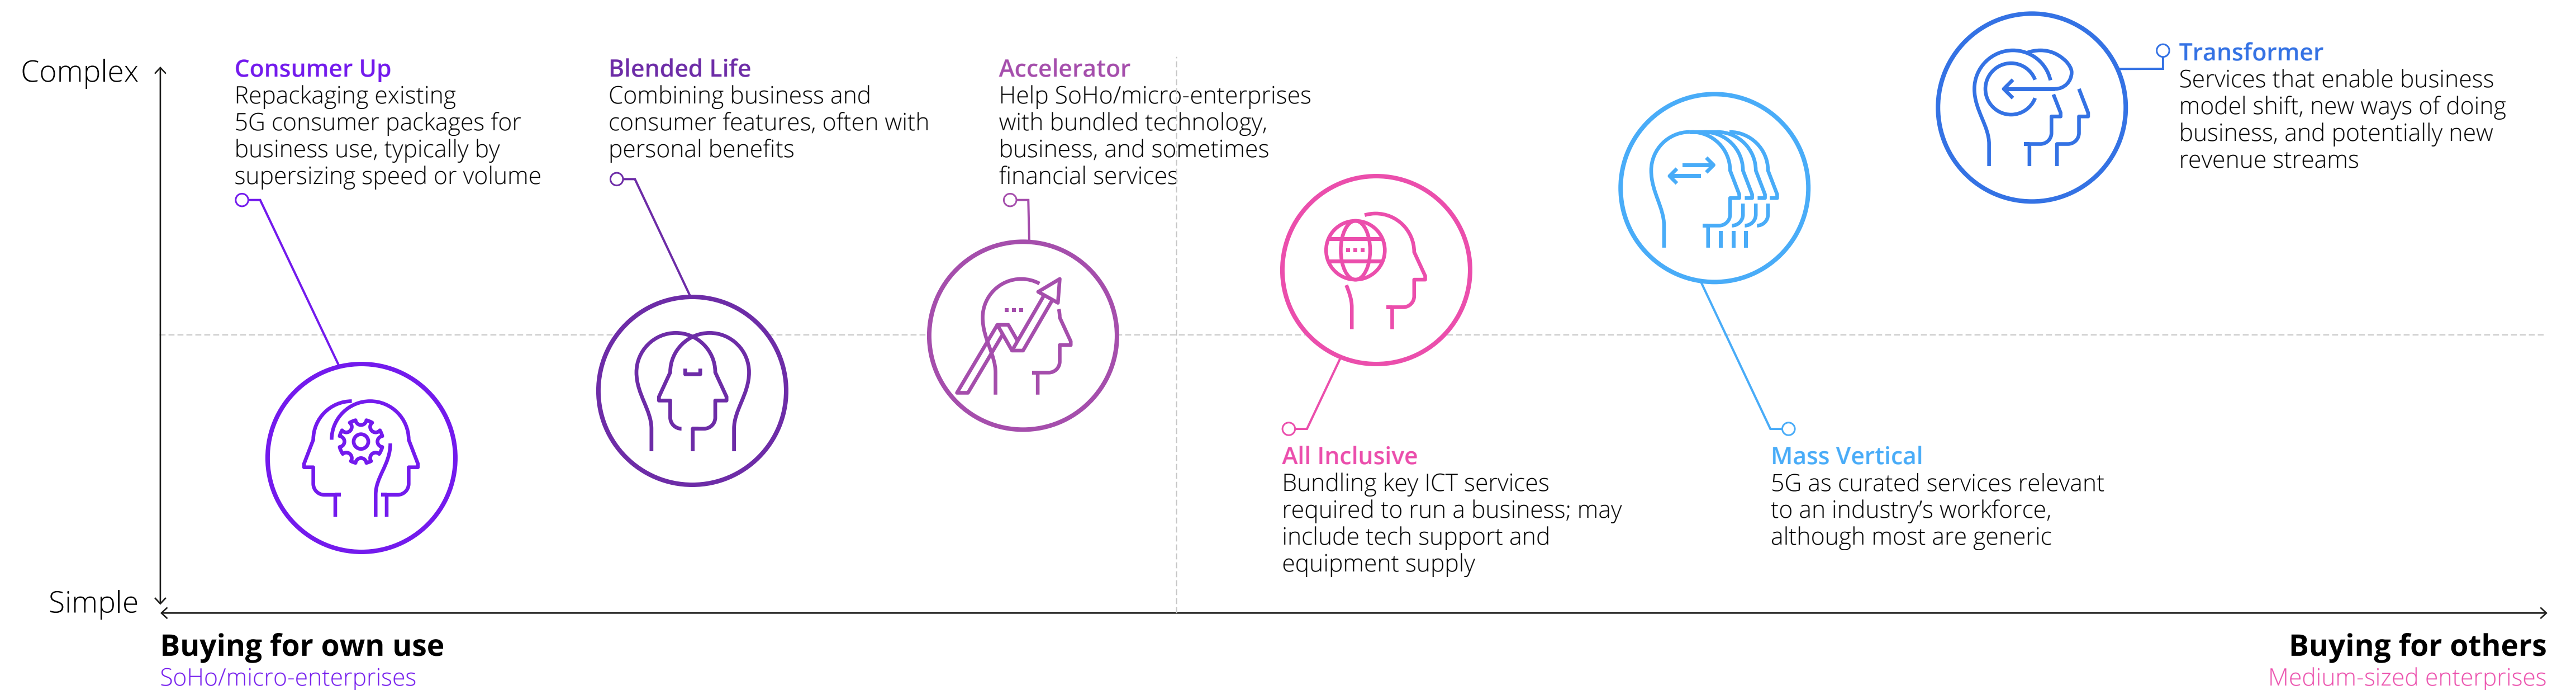 Complex
Consumer Up
Repackaging existing
5G consumer packages for
business use, typically by
supersizing speed or volume
Blended Life
Combining business and
consumer features, often with
personal benefits
Accelerator
Help SoHo/micro-enterprises
with bundled technology,
business, and sometimes
financial services
Transformer
Services that enable business
model shift, new ways of doing
business, and potentially new
revenue streams
All Inclusive
Bundling key ICT services
required to run a business; may
include tech support and
equipment supply
Mass Vertical
5G as curated services relevant
to an industry’s workforce,
although most are generic
Simple
Buying for own use
SoHo/micro-enterprises
Buying for others
Medium-sized enterprises